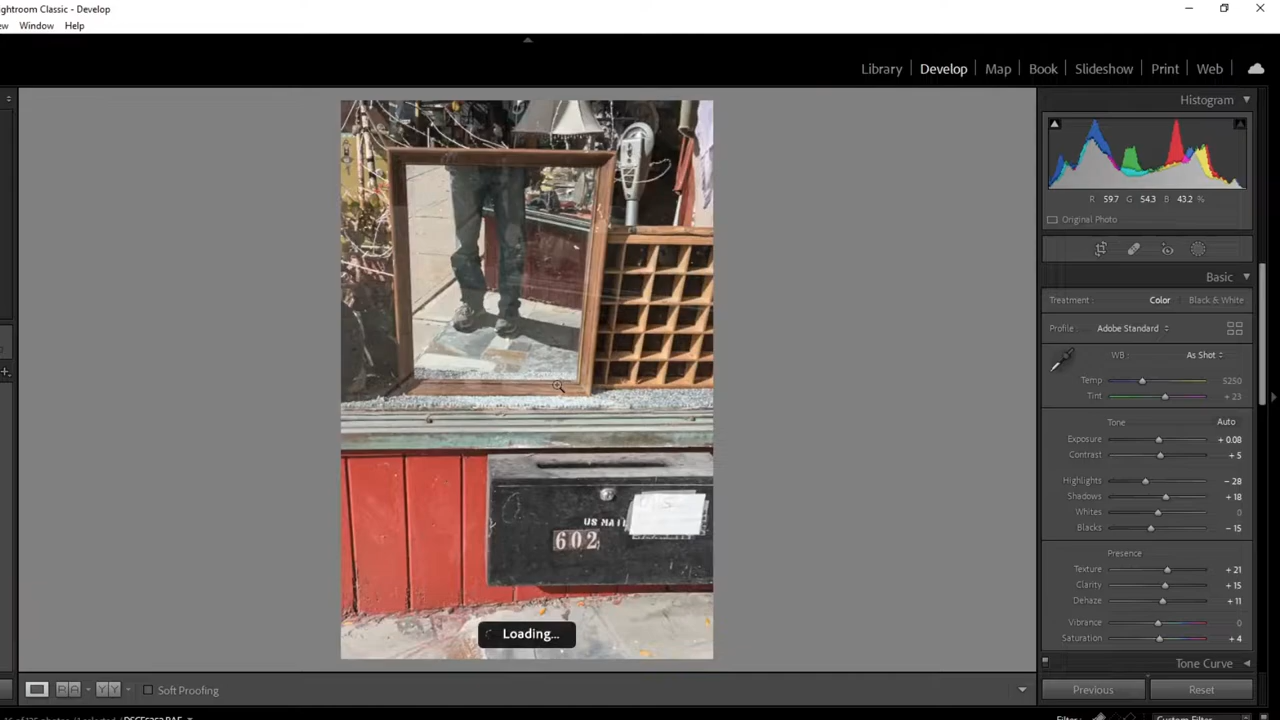 ightroom Classic - Develop
ew Window Help
Library Develop Map Book Slideshow Print Web
Histogram
R 59.7 G 54.3 B 43.2 %
Original Photo
Basic
Treatment : Color Black & White
Profile : Adobe Standard
WB : As Shot
Temp 5250
Tint + 23
Tone Auto
Exposure + 0.08
Contrast + 5
Highlights - 28
Shadows + 18
Whites 0
Blacks - 15
Presence
Texture + 21
Clarity + 15
Dehaze + 11
Vibrance 0
Saturation + 4
Tone Curve
Previous Reset
US MAIL
602
Loading...
Soft Proofing